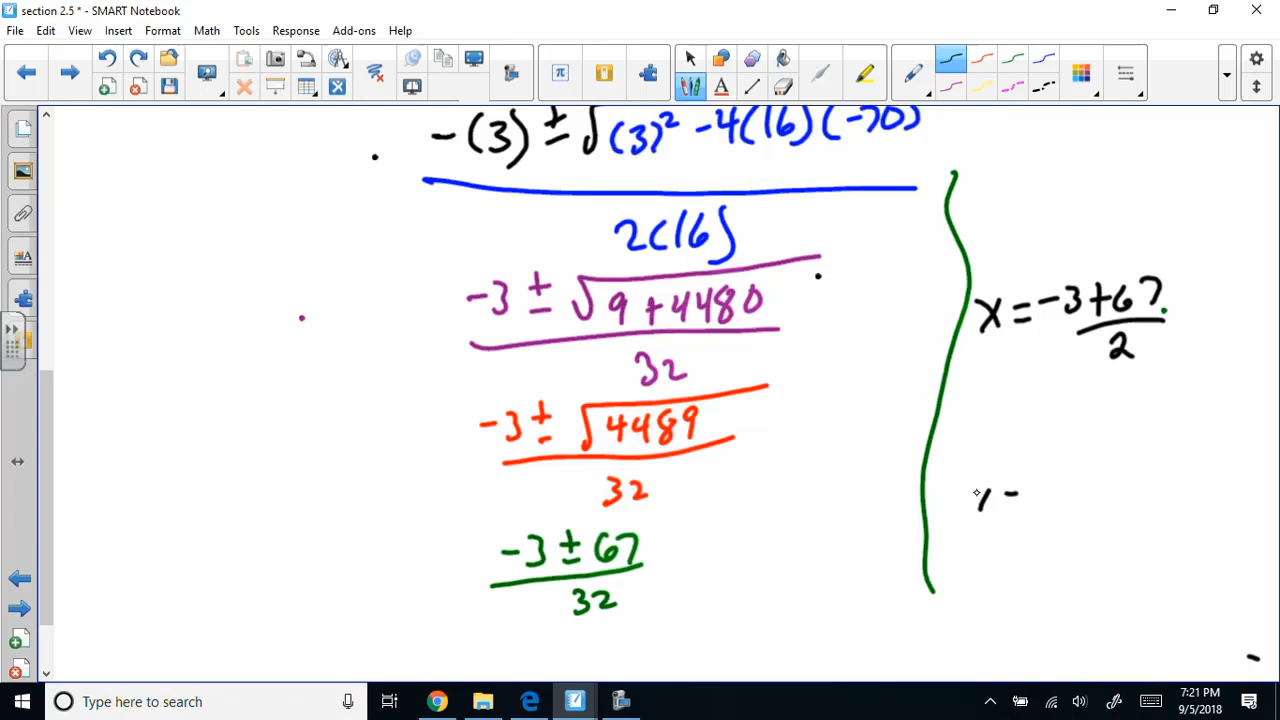 section 2.5 * - SMART Notebook
File Edit View Insert Format Math Tools Response Add-ons Help
-(3) ± √(3)² -4(16)(-70)
2(16)
-3 ± √9+4480
32
-3 ± √4489
32
-3 ± 67
32
x = -3+67
2
Type here to search
7:21 PM
9/5/2018